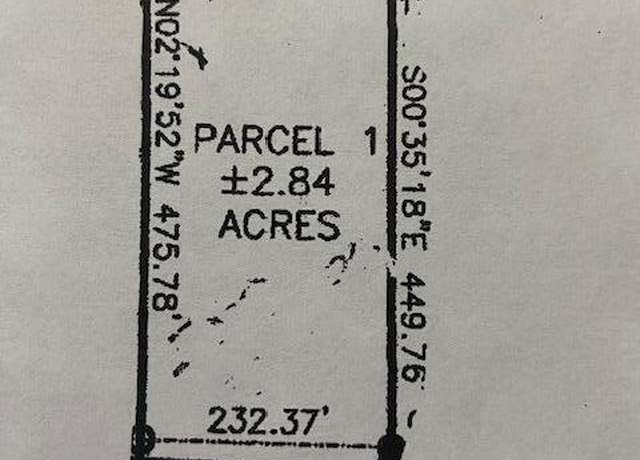 N02°19'52"W 475.78'
PARCEL 1
±2.84
ACRES
S00°35'18"E 449.76'
232.37'